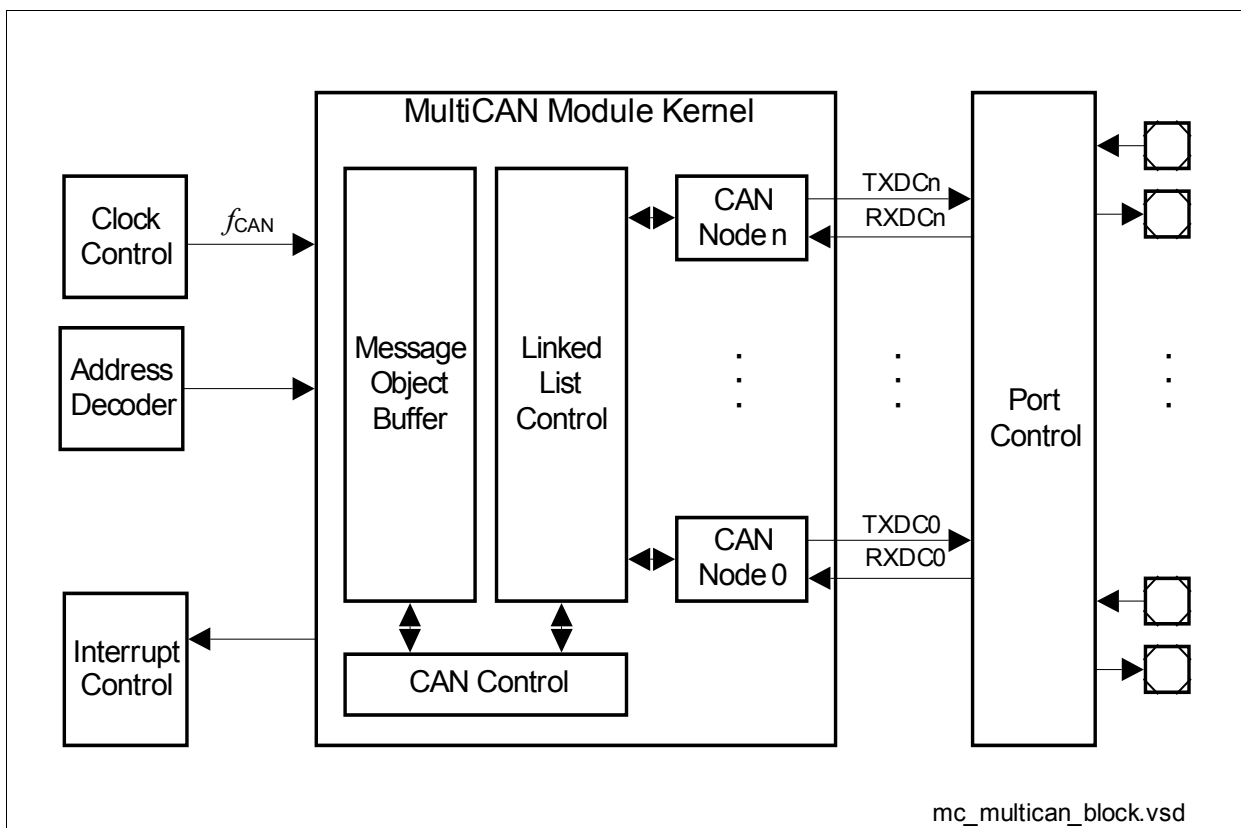 MultiCAN Module Kernel
Clock
Control
fCAN
Address
Decoder
Interrupt
Control
Message
Object
Buffer
Linked
List
Control
CAN
Node n
TXDCn
RXDCn
CAN
Node 0
TXDC0
RXDC0
CAN Control
Port
Control
mc_multican_block.vsd